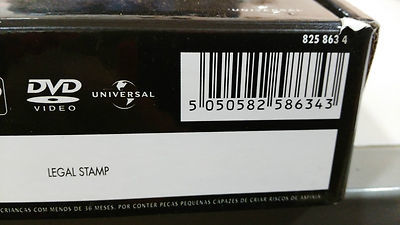 825 863 4
DVD
VIDEO
UNIVERSAL
5 050582 586343
LEGAL STAMP
CRIANCAS COM MENOS DE 36 MESES. POR CONTER PEÇAS PEQUENAS CAPAZES DE CRIAR RISCOS DE ASFIXIA